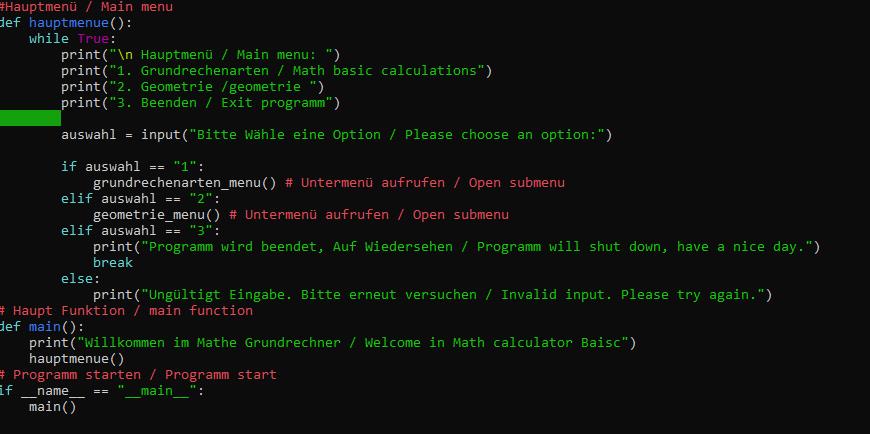 #Hauptmenü / Main menu
def hauptmenue():
    while True:
        print("\n Hauptmenü / Main menu: ")
        print("1. Grundrechenarten / Math basic calculations")
        print("2. Geometrie /geometrie ")
        print("3. Beenden / Exit programm")
        auswahl = input("Bitte Wähle eine Option / Please choose an option:")
        if auswahl == "1":
            grundrechenarten_menu() # Untermenü aufrufen / Open submenu
        elif auswahl == "2":
            geometrie_menu() # Untermenü aufrufen / Open submenu
        elif auswahl == "3":
            print("Programm wird beendet, Auf Wiedersehen / Programm will shut down, have a nice day.")
            break
        else:
            print("Ungültigt Eingabe. Bitte erneut versuchen / Invalid input. Please try again.")
# Haupt Funktion / main function
def main():
    print("Willkommen im Mathe Grundrechner / Welcome in Math calculator Baisc")
    hauptmenue()
# Programm starten / Programm start
if __name__ == "__main__":
    main()